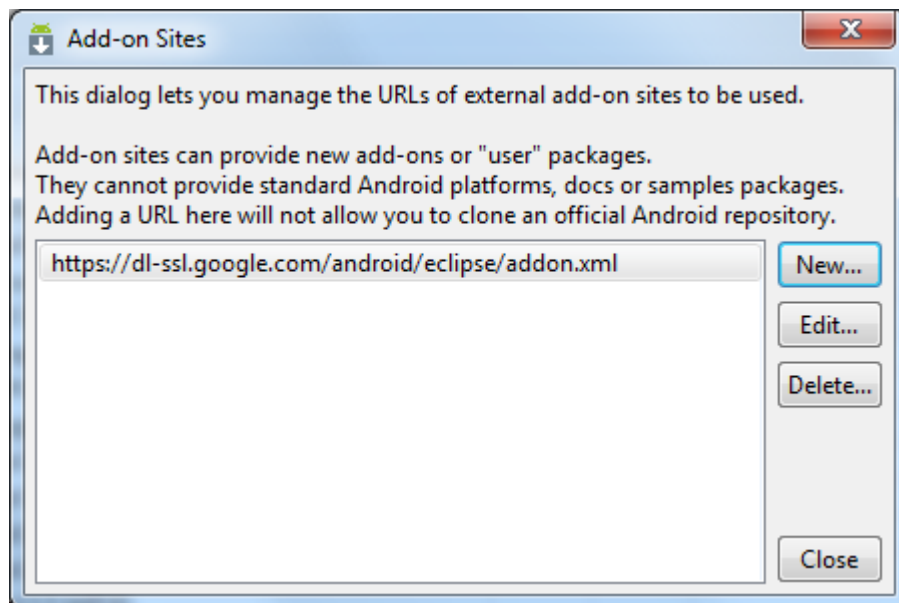 Add-on Sites
This dialog lets you manage the URLs of external add-on sites to be used.
Add-on sites can provide new add-ons or "user" packages.
They cannot provide standard Android platforms, docs or samples packages.
Adding a URL here will not allow you to clone an official Android repository.
https://dl-ssl.google.com/android/eclipse/addon.xml
New...
Edit...
Delete...
Close